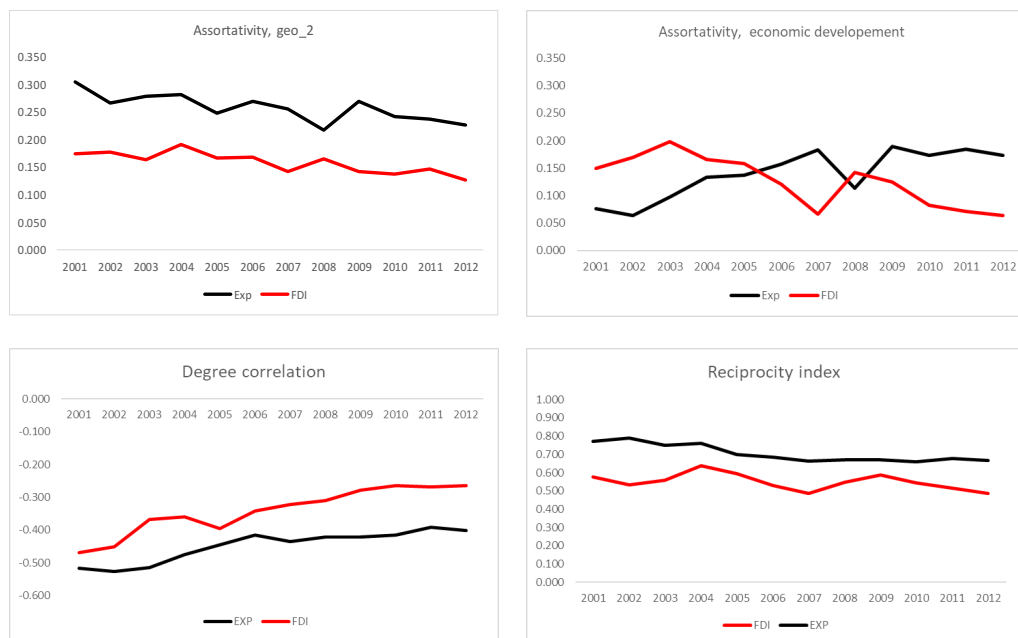 Assortativity, geo_2
0.350
0.300
0.250
0.200
0.150
0.100
0.050
0.000
2001 2002 2003 2004 2005 2006 2007 2008 2009 2010 2011 2012
Exp FDI
Assortativity, economic developement
0.350
0.300
0.250
0.200
0.150
0.100
0.050
0.000
2001 2002 2003 2004 2005 2006 2007 2008 2009 2010 2011 2012
Exp FDI
Degree correlation
0.000
2001 2002 2003 2004 2005 2006 2007 2008 2009 2010 2011 2012
-0.100
-0.200
-0.300
-0.400
-0.500
-0.600
EXP FDI
Reciprocity index
1.000
0.900
0.800
0.700
0.600
0.500
0.400
0.300
0.200
0.100
0.000
2001 2002 2003 2004 2005 2006 2007 2008 2009 2010 2011 2012
FDI EXP